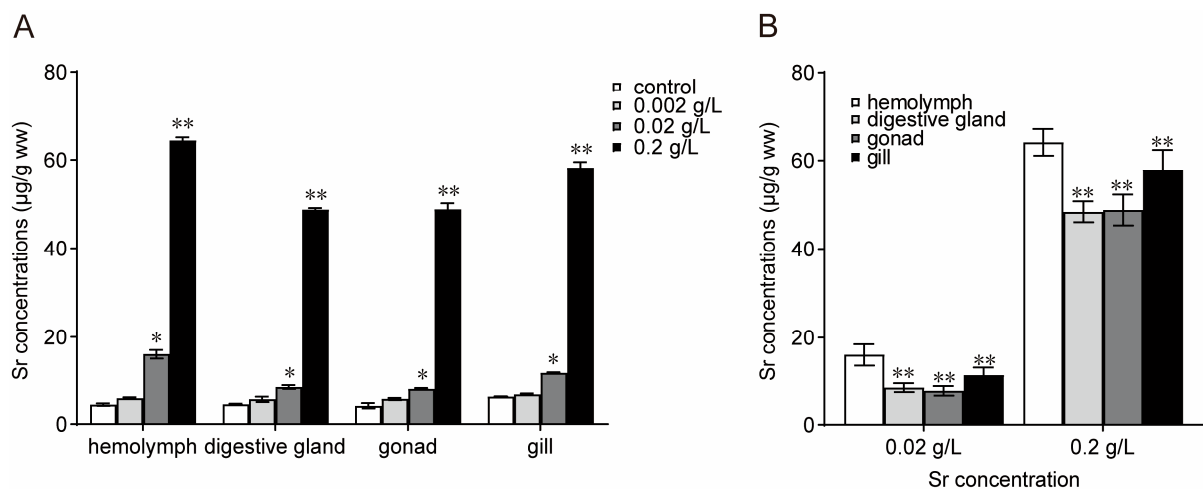 A
Sr concentrations (μg/g ww)
80
60
40
20
0
**
*
**
*
**
*
**
*
hemolymph digestive gland gonad gill
control
0.002 g/L
0.02 g/L
0.2 g/L
B
Sr concentrations (μg/g ww)
80
60
40
20
0
hemolymph
digestive gland
gonad
gill
** ** **
** ** **
0.02 g/L 0.2 g/L
Sr concentration